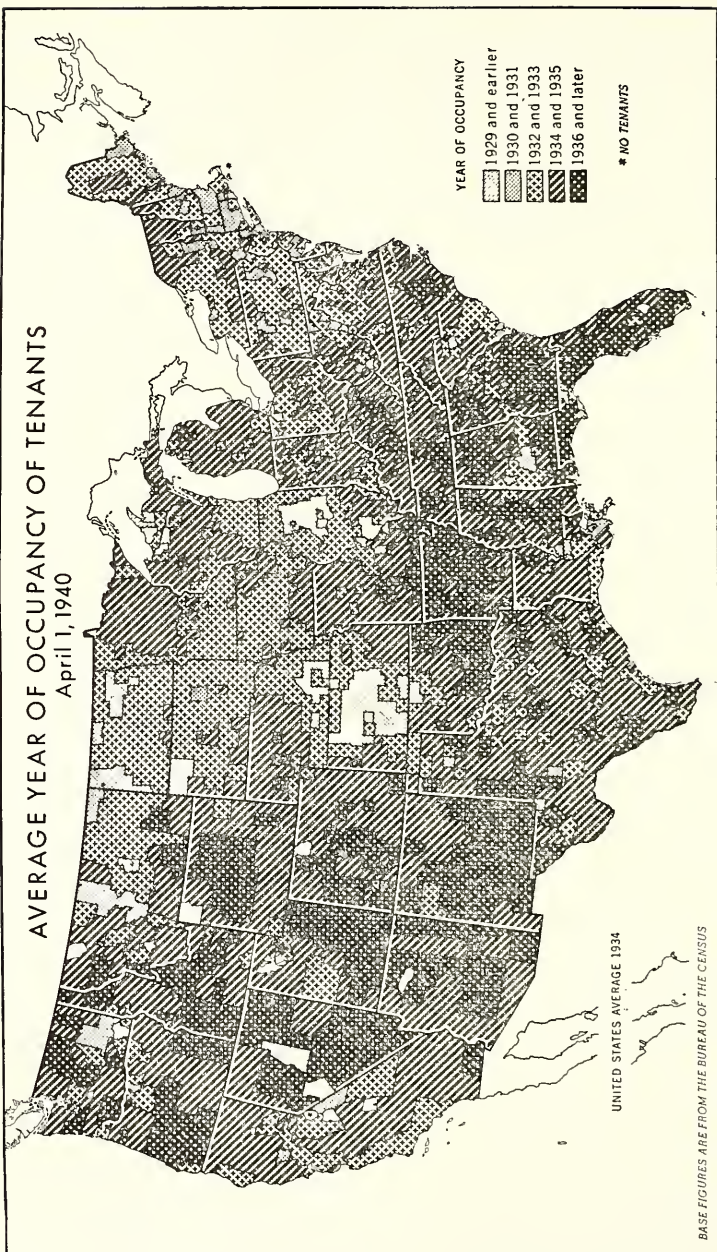 AVERAGE YEAR OF OCCUPANCY OF TENANTS
April 1, 1940
YEAR OF OCCUPANCY
1929 and earlier
1930 and 1931
1932 and 1933
1934 and 1935
1936 and later
* NO TENANTS
*
UNITED STATES AVERAGE 1934
BASE FIGURES ARE FROM THE BUREAU OF THE CENSUS